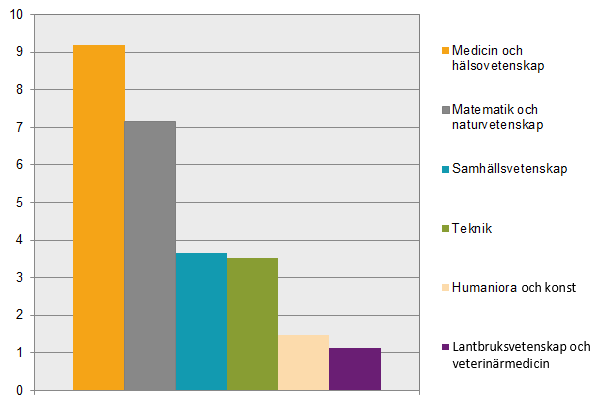 10
9
8
7
6
5
4
3
2
1
0
Medicin och
hälsovetenskap
Matematik och
naturvetenskap
Samhällsvetenskap
Teknik
Humaniora och konst
Lantbruksvetenskap och
veterinärmedicin